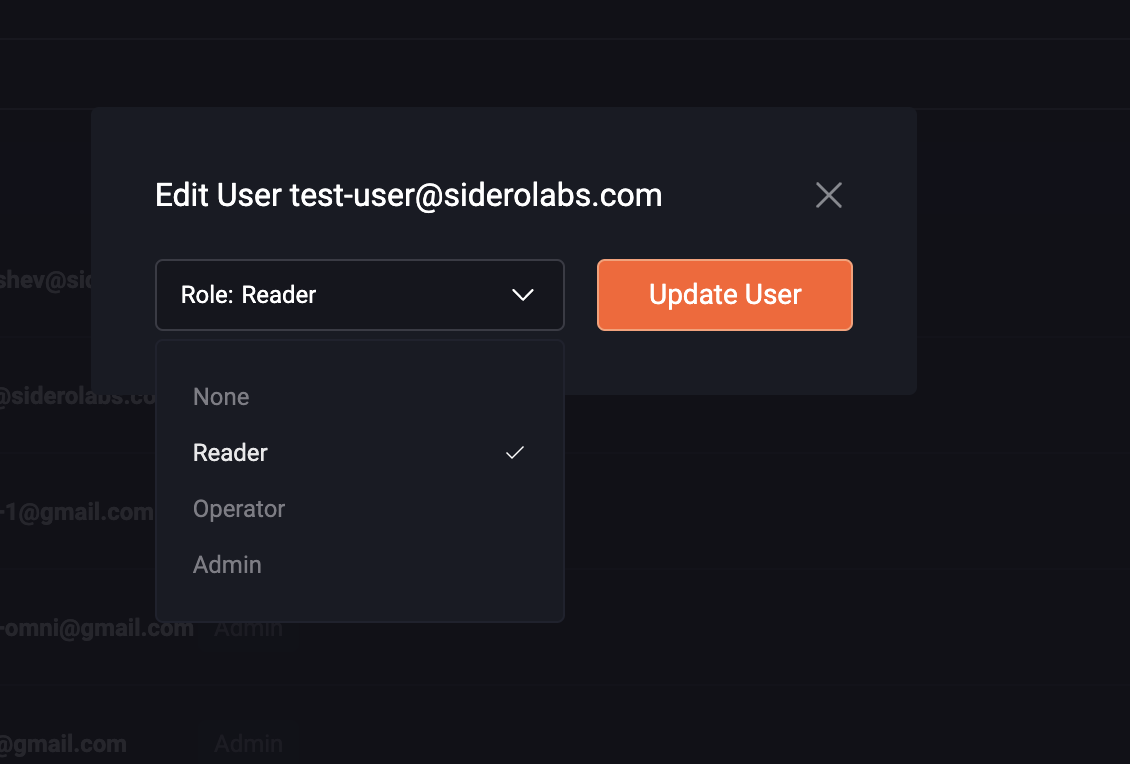 Edit User test-user@siderolabs.com
shev@sid
Role: Reader
Update User
None
@siderolabs.co
Reader
Operator
-1@gmail.com
Admin
-omni@gmail.com Admin
@gmail.com Admin